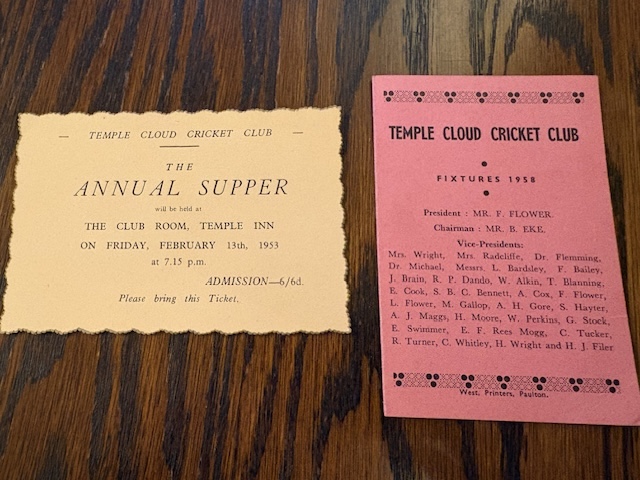 — TEMPLE CLOUD CRICKET CLUB —
THE
ANNUAL SUPPER
will be held at
THE CLUB ROOM, TEMPLE INN
ON FRIDAY, FEBRUARY 13th, 1953
at 7.15 p.m.
ADMISSION—6/6d.
Please bring this Ticket.
TEMPLE CLOUD CRICKET CLUB
FIXTURES 1958
President : MR. F. FLOWER.
Chairman : MR. B. EKE.
Vice-Presidents:
Mrs. Wright, Mrs. Radcliffe, Dr. Flemming,
Dr. Michael, Messrs. L. Bardsley, F. Bailey,
J. Brain, R. P. Dando, W. Alkin, T. Blanning,
E. Cook, S. B. C. Bennett, A. Cox, F. Flower,
L. Flower, M. Gallop, A. H. Gore, S. Hayter,
A. J. Maggs, H. Moore, W. Perkins, G. Stock,
E. Swimmer, E. F. Rees Mogg, C. Tucker,
R. Turner, C. Whitley, H. Wright and H. J. Filer
West, Printers, Paulton.